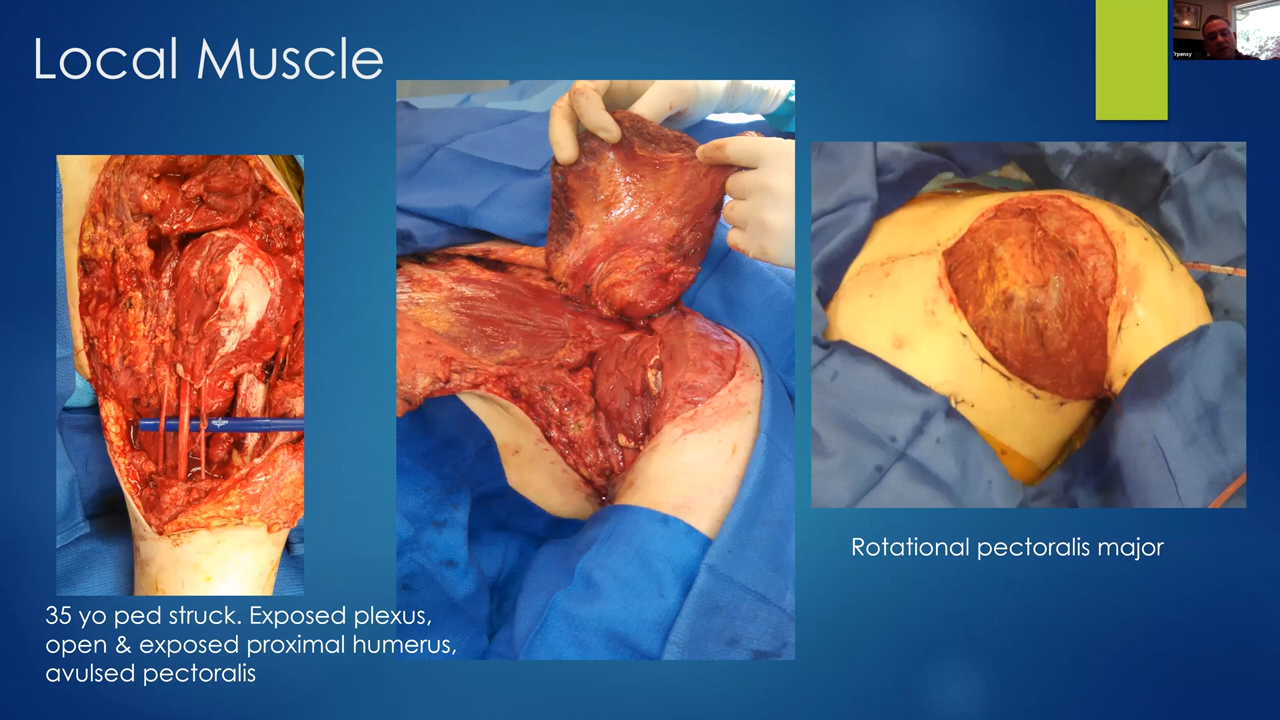 Local Muscle
35 yo ped struck. Exposed plexus,
open & exposed proximal humerus,
avulsed pectoralis
Rotational pectoralis major